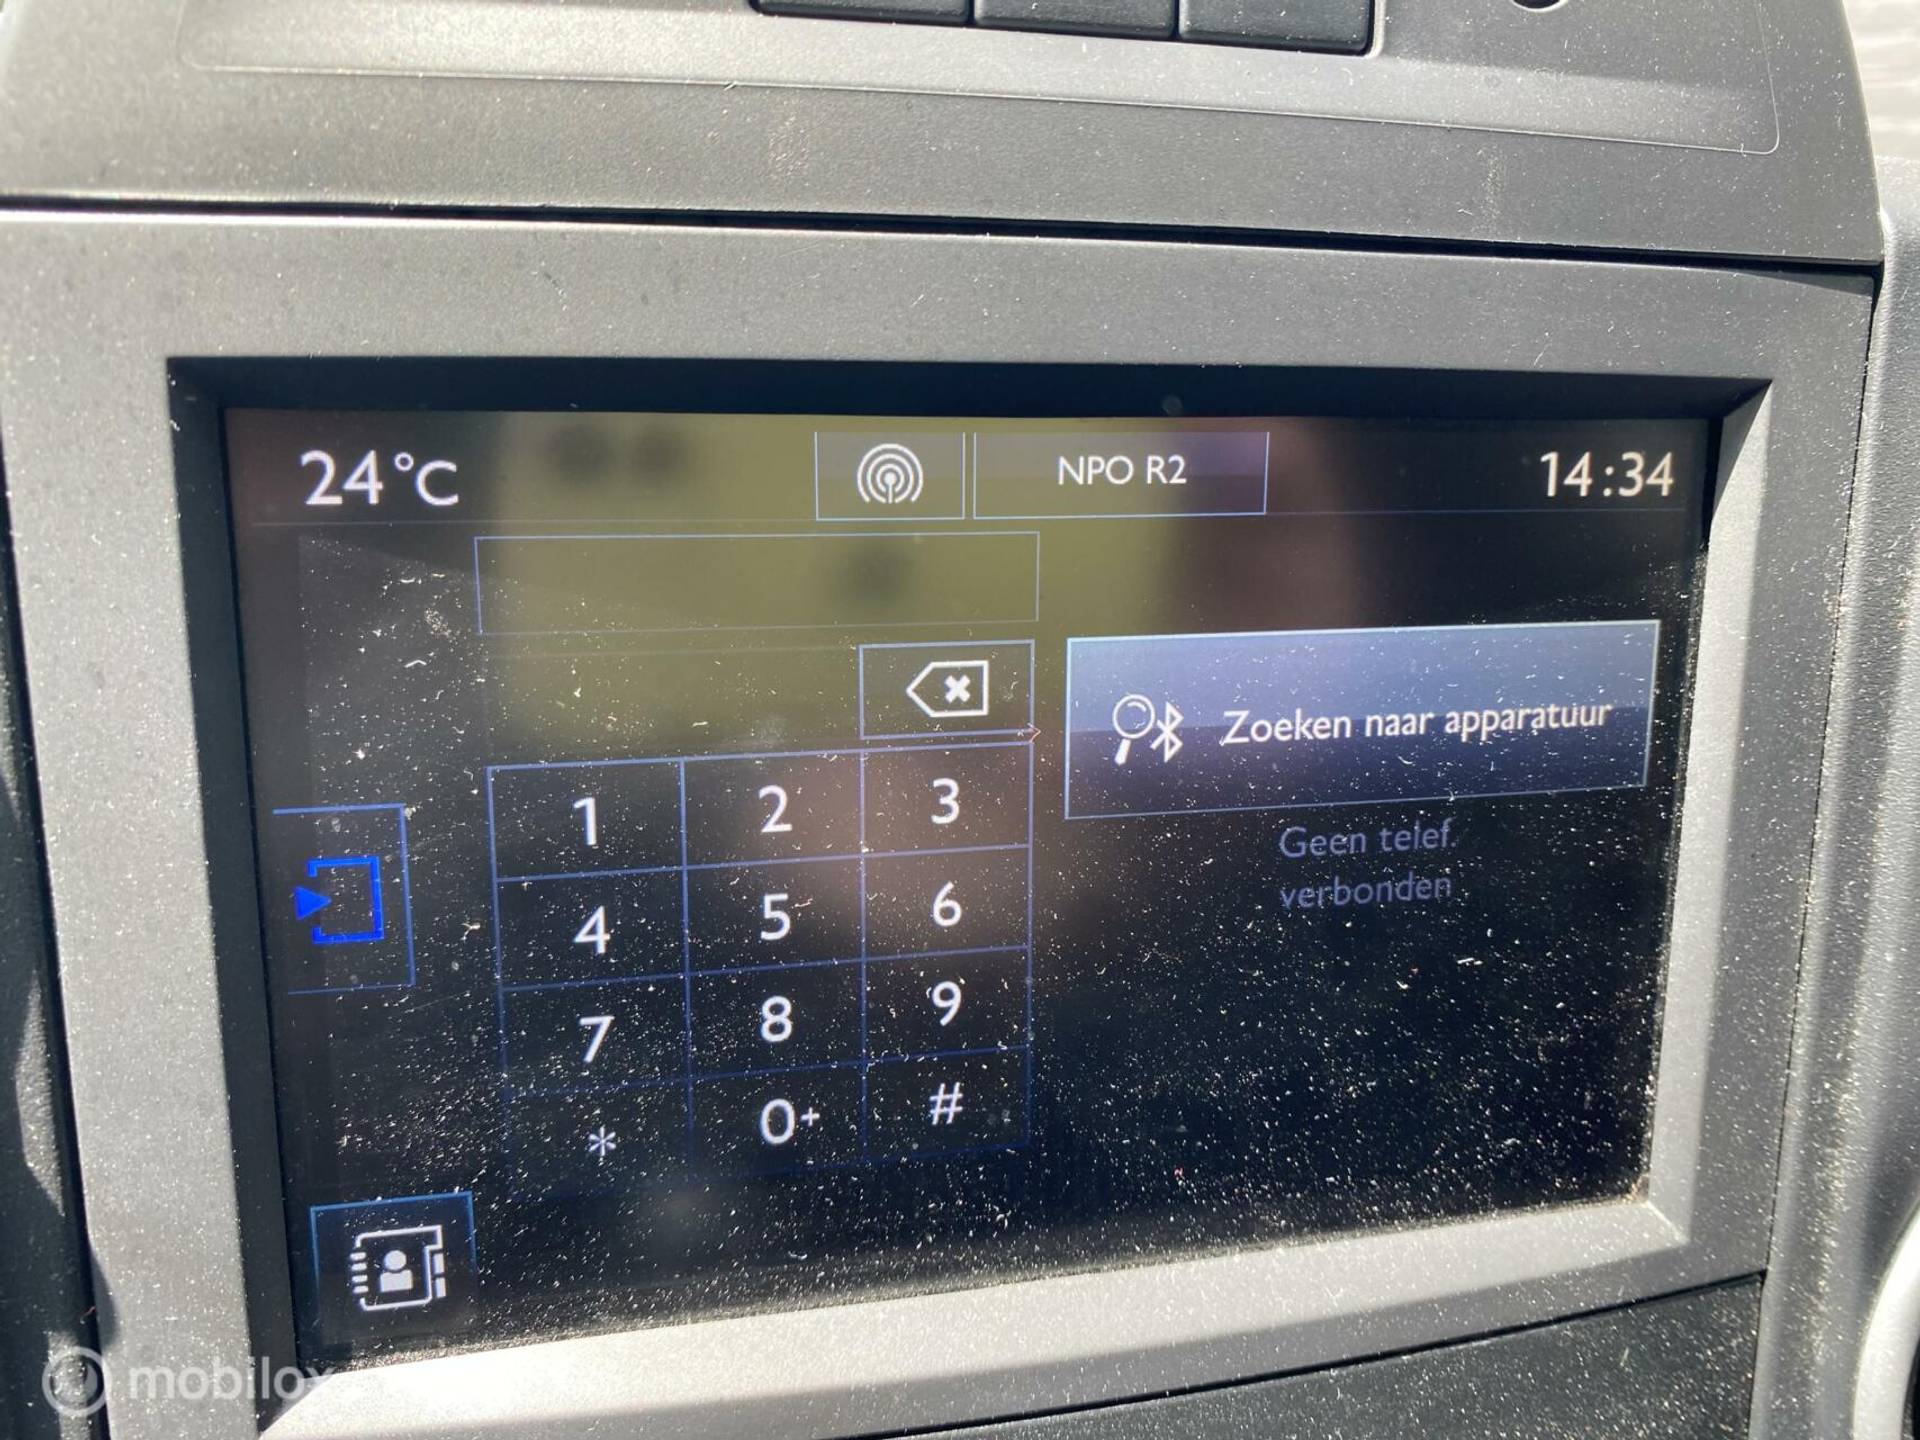 24°C
NPO R2
14:34
Zoeken naar apparatuur
Geen telef.
verbonden
1 2 3
4 5 6
7 8 9
* 0+ #
mobilox